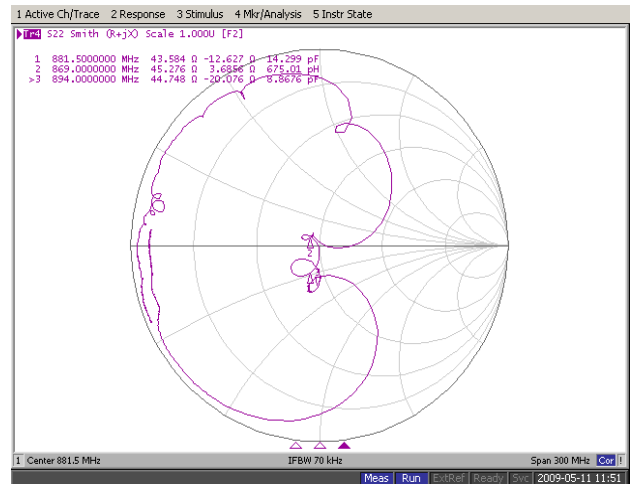 1 Active Ch/Trace 2 Response 3 Stimulus 4 Mkr/Analysis 5 Instr State
Tr4 S22 Smith (R+jX) Scale 1.000U [F2]
1 881.5000000 MHz 43.584 Ω -12.627 Ω 14.299 pF
2 869.0000000 MHz 45.276 Ω 3.6856 Ω 675.01 pH
>3 894.0000000 MHz 44.748 Ω -20.076 Ω 8.8676 pF
2
1
1 Center 881.5 MHz IFBW 70 kHz Span 300 MHz Cor !
Meas Run ExtRef Ready Svc 2009-05-11 11:51